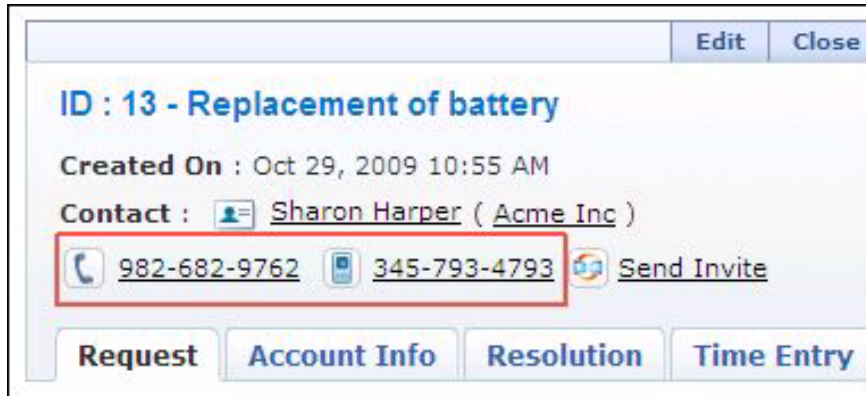 Edit Close
ID : 13 - Replacement of battery
Created On : Oct 29, 2009 10:55 AM
Contact : Sharon Harper ( Acme Inc )
982-682-9762 345-793-4793 Send Invite
Request Account Info Resolution Time Entry